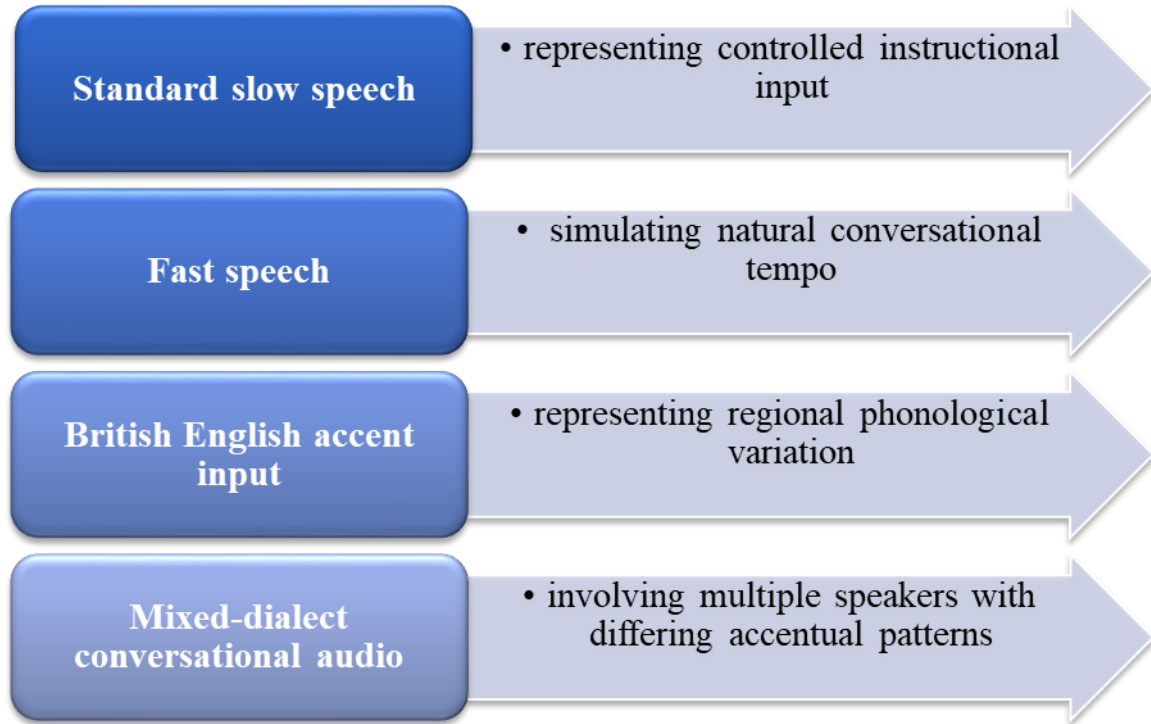 Standard slow speech
• representing controlled instructional
input
Fast speech
• simulating natural conversational
tempo
British English accent
input
• representing regional phonological
variation
Mixed-dialect
conversational audio
• involving multiple speakers with
differing accentual patterns